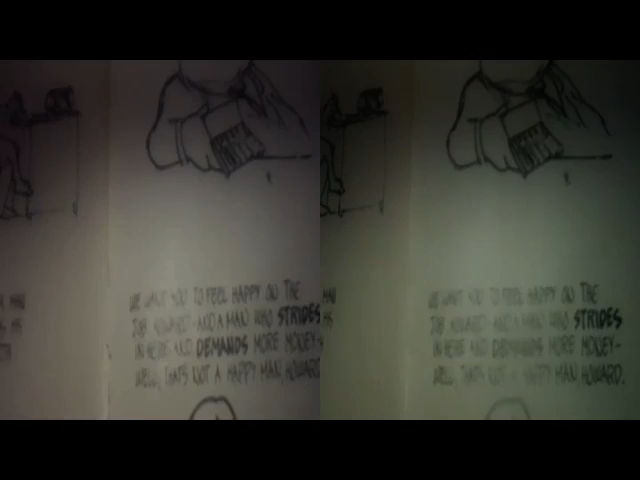 WE WANT YOU TO FEEL HAPPY ON THE
JOB HOWARD - AND A MAN WHO STRIDES
IN HERE AND DEMANDS MORE MONEY -
WELL, THATS NOT A HAPPY MAN, HOWARD.